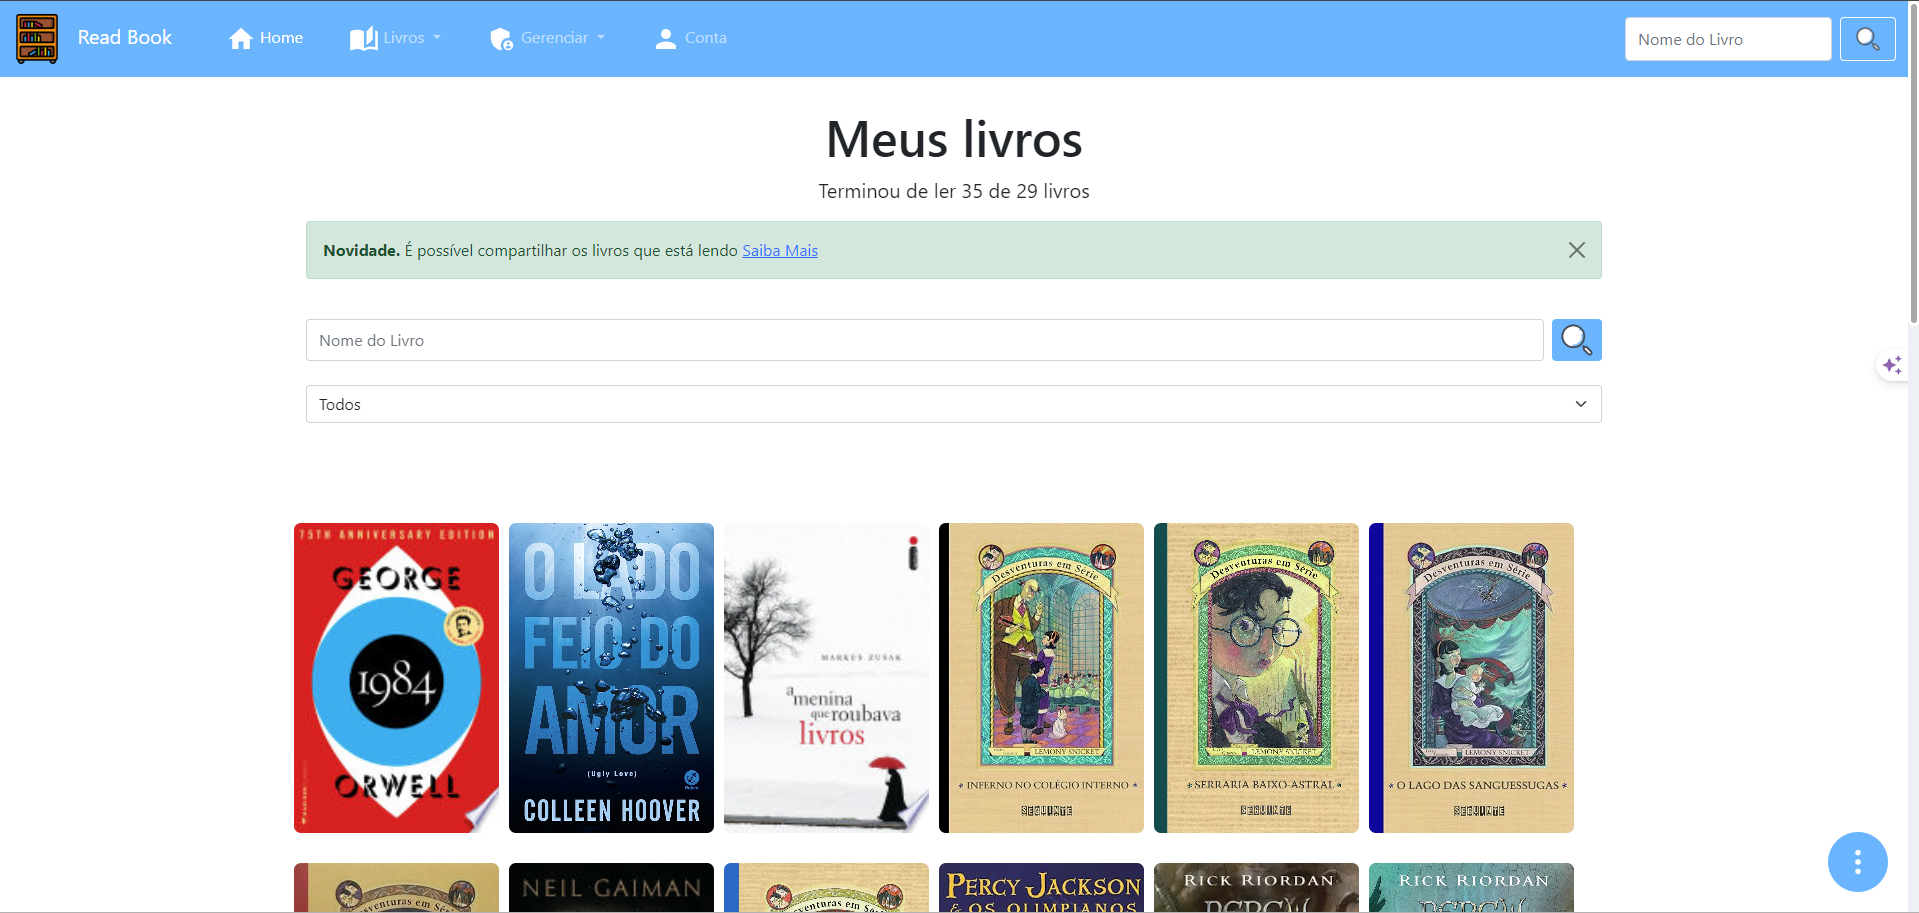 Read Book
Home
Livros
Gerenciar
Conta
Nome do Livro
Meus livros
Terminou de ler 35 de 29 livros
Novidade. É possível compartilhar os livros que está lendo Saiba Mais
Nome do Livro
Todos
75TH ANNIVERSARY EDITION
GEORGE
1984
ORWELL
O LADO
FEIO DO
AMOR
(Ugly Love)
COLLEEN HOOVER
MARKUS ZUSAK
a menina
que roubava
livros
Desventuras em Série
LEMONY SNICKET
* INFERNO NO COLÉGIO INTERNO *
SEGUINTE
Desventuras em Série
LEMONY SNICKET
* SERRARIA BAIXO-ASTRAL *
SEGUINTE
Desventuras em Série
LEMONY SNICKET
* O LAGO DAS SANGUESSUGAS *
SEGUINTE
Desventuras em Série
NEIL GAIMAN
Desventuras em Série
PERCY JACKSON
& OS OLIMPIANOS
RICK RIORDAN
PERCY
RICK RIORDAN
PERCY